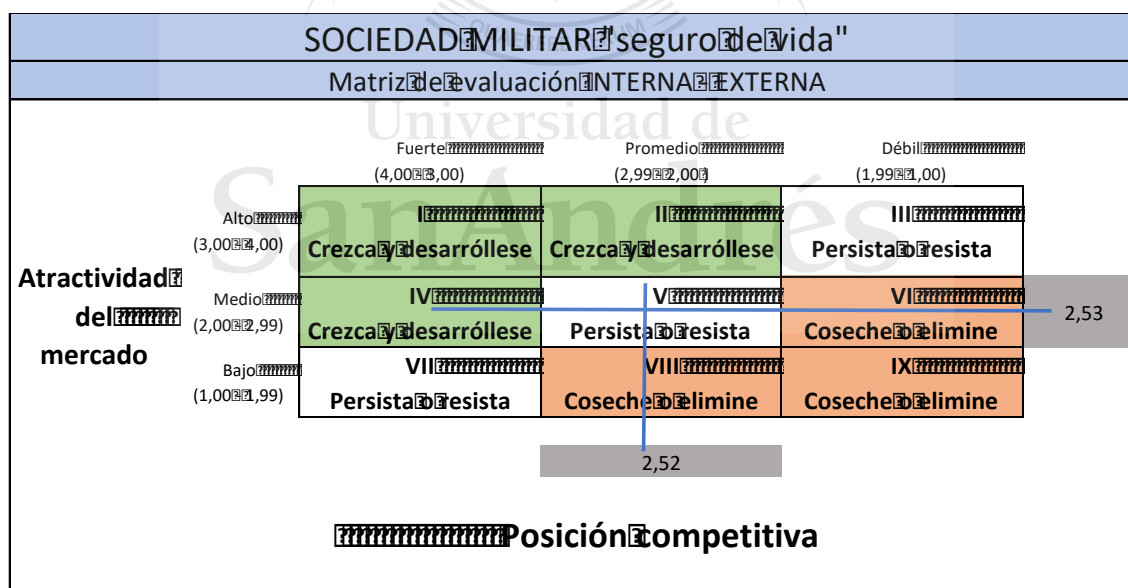 SOCIEDAD MILITAR "seguro de vida"
Matriz de evaluación INTERNA - EXTERNA
Universidad de
SanAndrés
Fuerte Promedio Débil
(4,00 - 3,00) (2,99 - 2,00) (1,99 - 1,00)
Alto
(3,00 - 4,00)
I II III
Crezca y desarróllese Crezca y desarróllese Persista o resista
Atractividad
del
mercado
Medio
(2,00 - 2,99)
IV V VI
Crezca y desarróllese Persista o resista Coseche o elimine
2,53
Bajo
(1,00 - 1,99)
VII VIII IX
Persista o resista Coseche o elimine Coseche o elimine
2,52
Posición competitiva